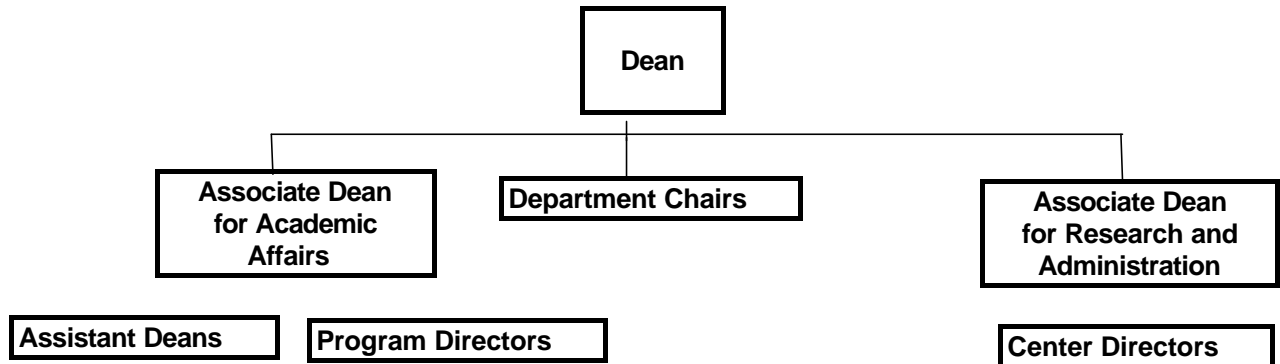 Dean
Associate Dean
for Academic
Affairs
Department Chairs
Associate Dean
for Research and
Administration
Assistant Deans
Program Directors
Center Directors